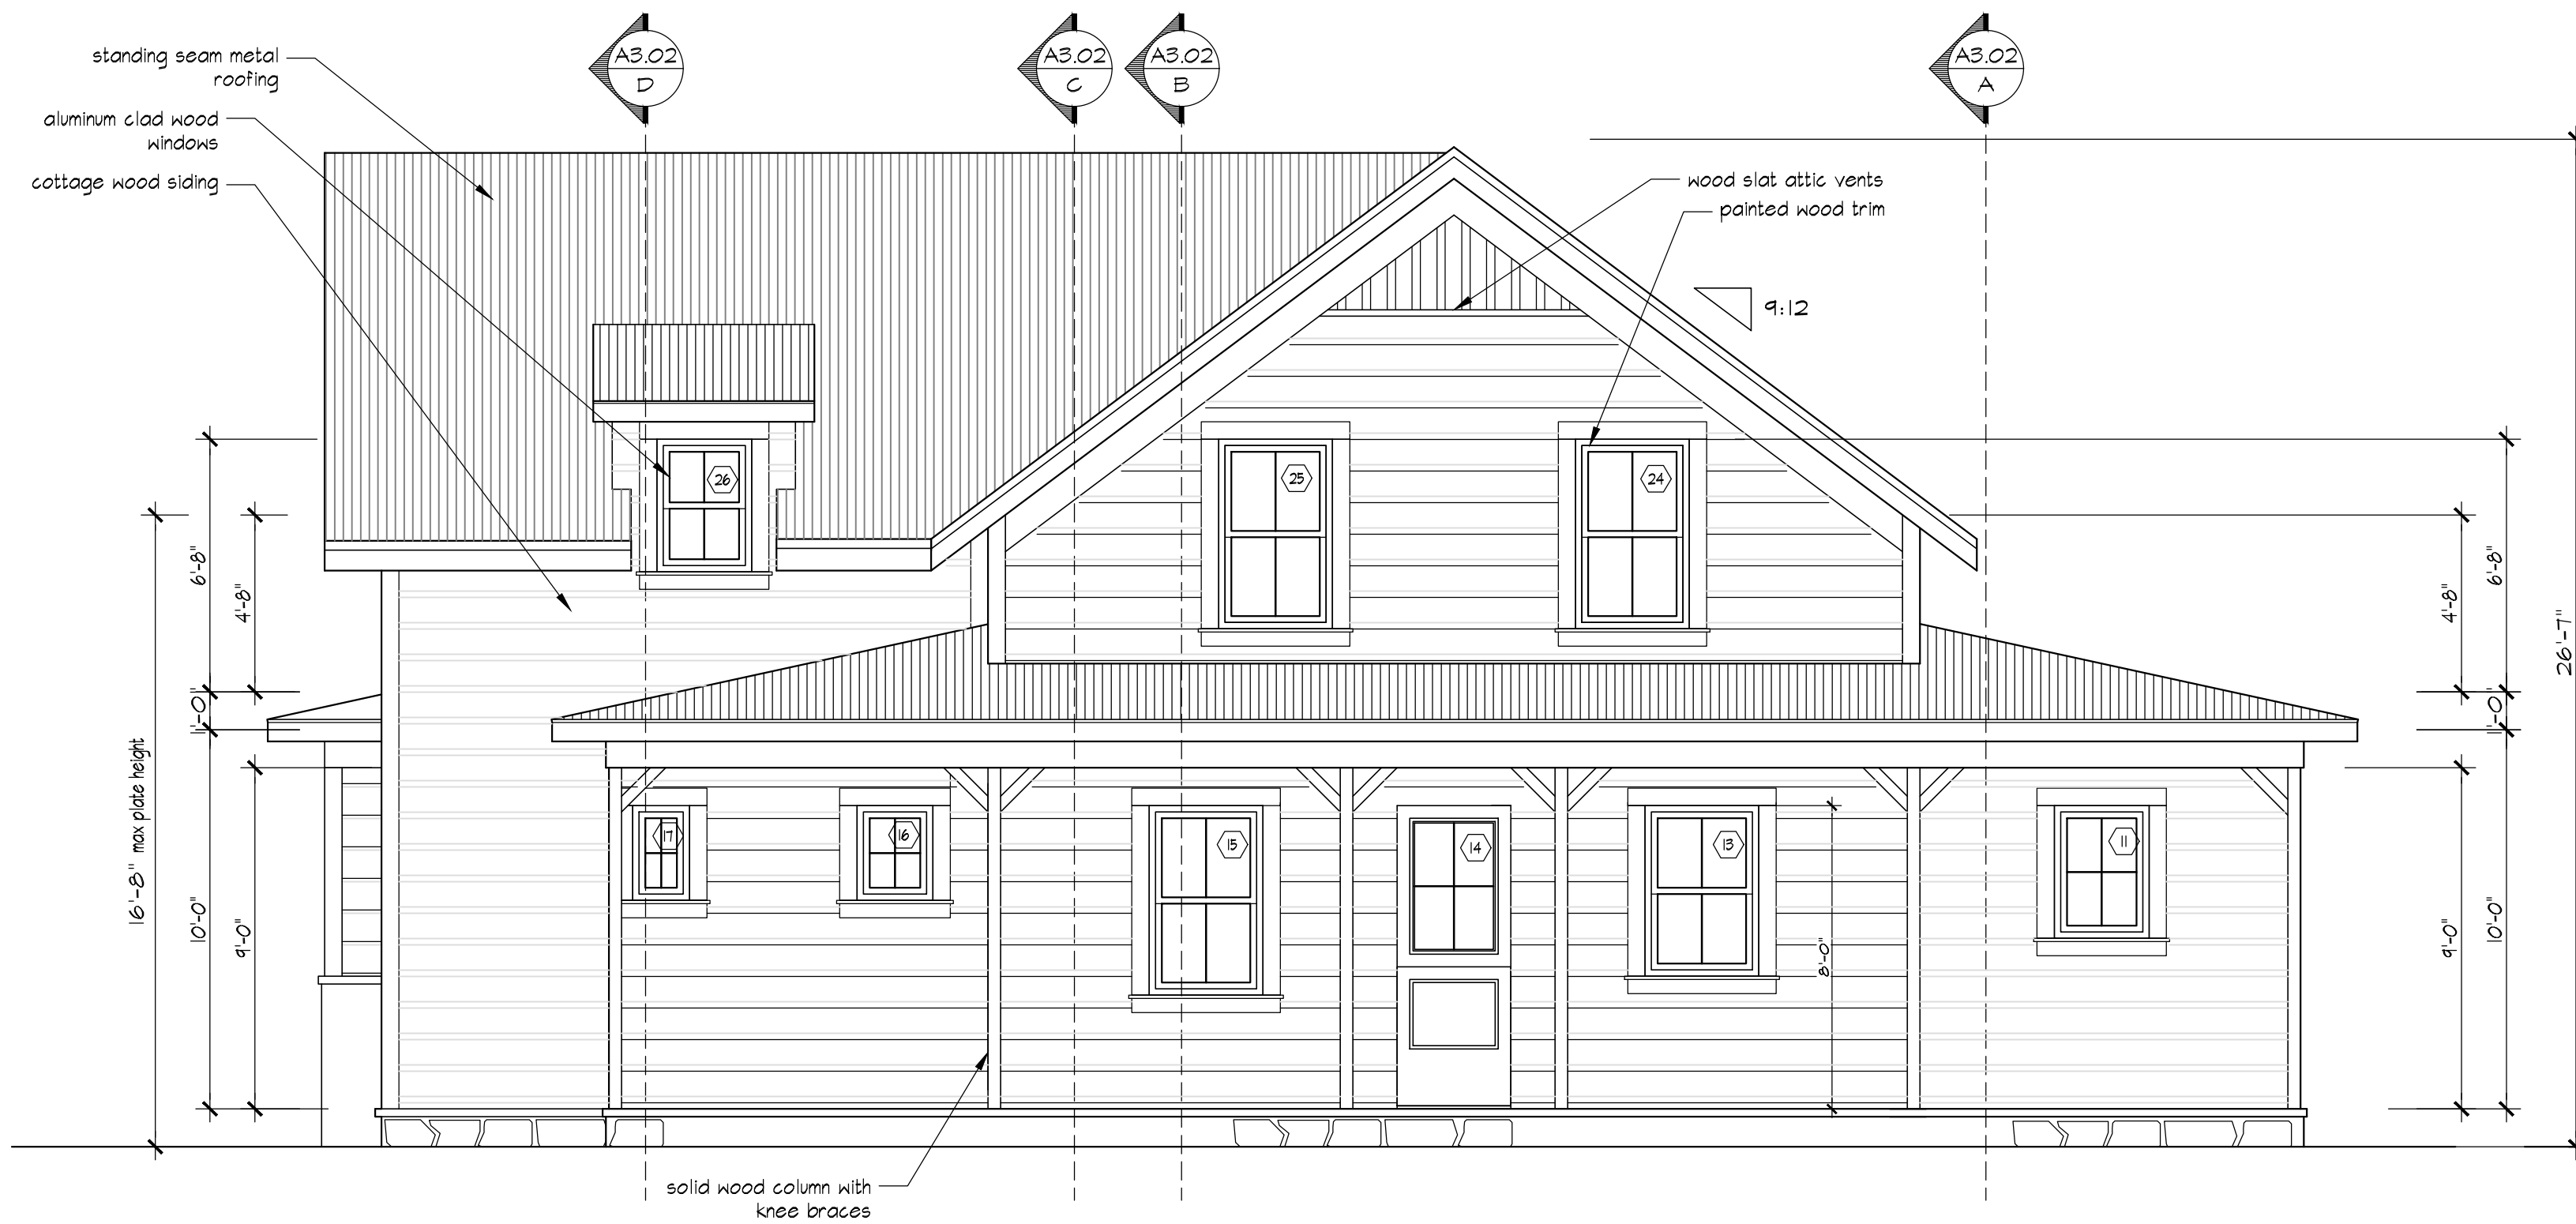 A3.02
D
A3.02
C
A3.02
B
A3.02
A
standing seam metal
roofing
aluminum clad wood
windows
cottage wood siding
wood slat attic vents
painted wood trim
9:12
26
25
24
6'-8"
4'-8"
1'-0"
16'-8" max plate height
10'-0"
9'-0"
4'-8"
6'-8"
1'-0"
26'-7"
9'-0"
10'-0"
17
16
15
14
13
11
8'-0"
solid wood column with
knee braces